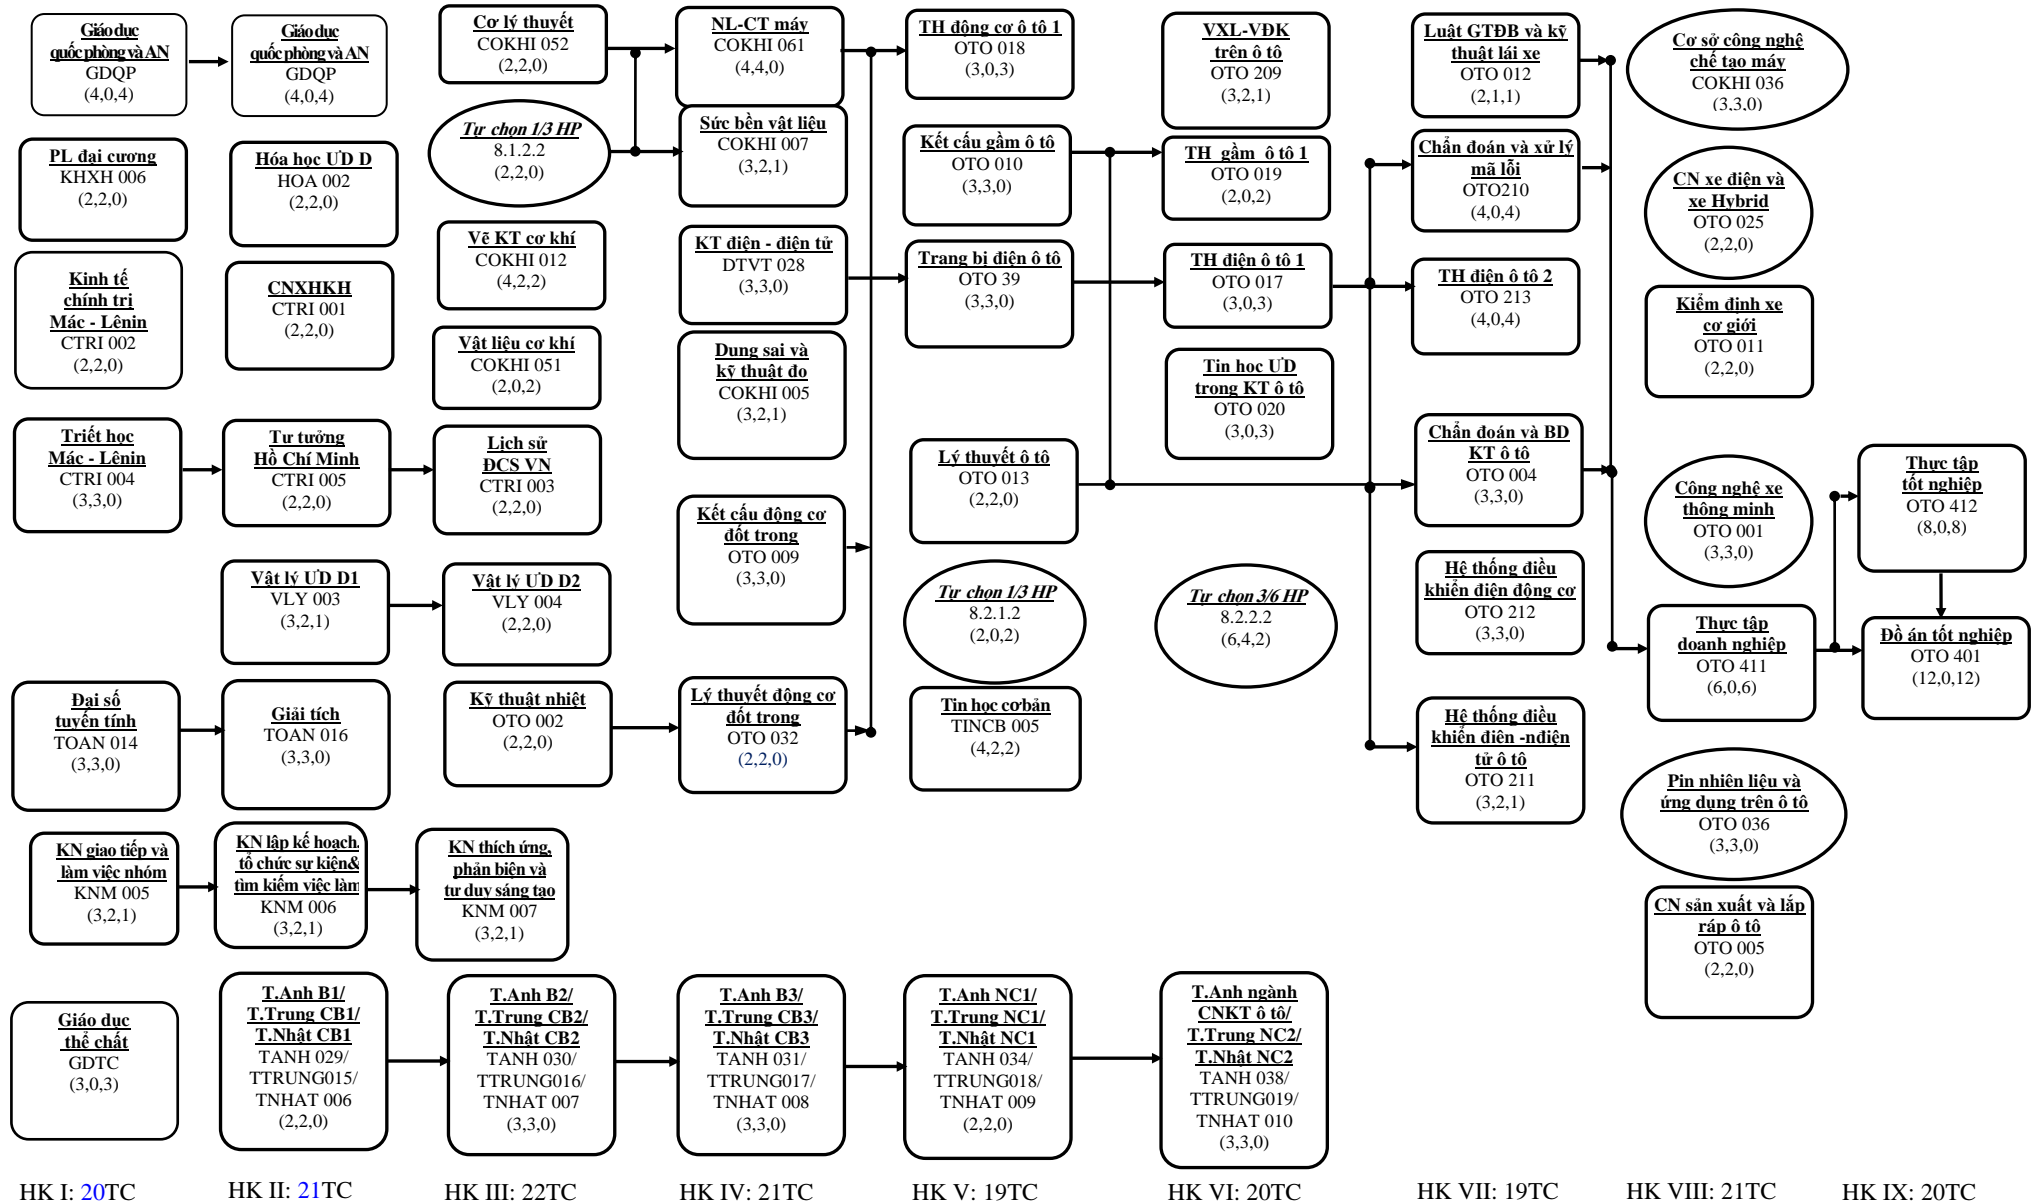 Giáo dục
quốc phòng và AN
GDQP
(4,0,4)
PL đại cương
KHXH 006
(2,2,0)
Kinh tế
chính trị
Mác - Lênin
CTRI 002
(2,2,0)
Triết học
Mác - Lênin
CTRI 004
(3,3,0)
Đại số
tuyến tính
TOAN 014
(3,3,0)
KN giao tiếp và
làm việc nhóm
KNM 005
(3,2,1)
Giáo dục
thể chất
GDTC
(3,0,3)
HK I: 20TC
Giáo dục
quốc phòng và AN
GDQP
(4,0,4)
Hóa học ƯD D
HOA 002
(2,2,0)
CNXHKH
CTRI 001
(2,2,0)
Tư tưởng
Hồ Chí Minh
CTRI 005
(2,2,0)
Vật lý ƯD D1
VLY 003
(3,2,1)
Giải tích
TOAN 016
(3,3,0)
KN lập kế hoạch,
tổ chức sự kiện&
tìm kiếm việc làm
KNM 006
(3,2,1)
T.Anh B1/
T.Trung CB1/
T.Nhật CB1
TANH 029/
TTRUNG015/
TNHAT 006
(2,2,0)
HK II: 21TC
Cơ lý thuyết
COKHI 052
(2,2,0)
Tự chọn 1/3 HP
8.1.2.2
(2,2,0)
Vẽ KT cơ khí
COKHI 012
(4,2,2)
Vật liệu cơ khí
COKHI 051
(2,0,2)
Lịch sử
ĐCS VN
CTRI 003
(2,2,0)
Vật lý ƯD D2
VLY 004
(2,2,0)
Kỹ thuật nhiệt
OTO 002
(2,2,0)
KN thích ứng,
phản biện và
tư duy sáng tạo
KNM 007
(3,2,1)
T.Anh B2/
T.Trung CB2/
T.Nhật CB2
TANH 030/
TTRUNG016/
TNHAT 007
(3,3,0)
HK III: 22TC
NL-CT máy
COKHI 061
(4,4,0)
Sức bền vật liệu
COKHI 007
(3,2,1)
KT điện - điện tử
DTVT 028
(3,3,0)
Dung sai và
kỹ thuật đo
COKHI 005
(3,2,1)
Kết cấu động cơ
đốt trong
OTO 009
(3,3,0)
Lý thuyết động cơ
đốt trong
OTO 032
(2,2,0)
T.Anh B3/
T.Trung CB3/
T.Nhật CB3
TANH 031/
TTRUNG017/
TNHAT 008
(3,3,0)
HK IV: 21TC
TH động cơ ô tô 1
OTO 018
(3,0,3)
Kết cấu gầm ô tô
OTO 010
(3,3,0)
Trang bị điện ô tô
OTO 39
(3,3,0)
Lý thuyết ô tô
OTO 013
(2,2,0)
Tự chọn 1/3 HP
8.2.1.2
(2,0,2)
Tin học cơ bản
TINCB 005
(4,2,2)
T.Anh NC1/
T.Trung NC1/
T.Nhật NC1
TANH 034/
TTRUNG018/
TNHAT 009
(2,2,0)
HK V: 19TC
VXL-VĐK
trên ô tô
OTO 209
(3,2,1)
TH gầm ô tô 1
OTO 019
(2,0,2)
TH điện ô tô 1
OTO 017
(3,0,3)
Tin học ƯD
trong KT ô tô
OTO 020
(3,0,3)
Tự chọn 3/6 HP
8.2.2.2
(6,4,2)
T.Anh ngành
CNKT ô tô/
T.Trung NC2/
T.Nhật NC2
TANH 038/
TTRUNG019/
TNHAT 010
(3,3,0)
HK VI: 20TC
Luật GTĐB và kỹ
thuật lái xe
OTO 012
(2,1,1)
Chẩn đoán và xử lý
mã lỗi
OTO210
(4,0,4)
TH điện ô tô 2
OTO 213
(4,0,4)
Chẩn đoán và BD
KT ô tô
OTO 004
(3,3,0)
Hệ thống điều
khiển điện động cơ
OTO 212
(3,3,0)
Hệ thống điều
khiển điên -nđiện
tử ô tô
OTO 211
(3,2,1)
HK VII: 19TC
Cơ sở công nghệ
chế tạo máy
COKHI 036
(3,3,0)
CN xe điện và
xe Hybrid
OTO 025
(2,2,0)
Kiểm định xe
cơ giới
OTO 011
(2,2,0)
Công nghệ xe
thông minh
OTO 001
(3,3,0)
Thực tập
doanh nghiệp
OTO 411
(6,0,6)
Pin nhiên liệu và
ứng dụng trên ô tô
OTO 036
(3,3,0)
CN sản xuất và lắp
ráp ô tô
OTO 005
(2,2,0)
HK VIII: 21TC
Thực tập
tốt nghiệp
OTO 412
(8,0,8)
Đồ án tốt nghiệp
OTO 401
(12,0,12)
HK IX: 20TC